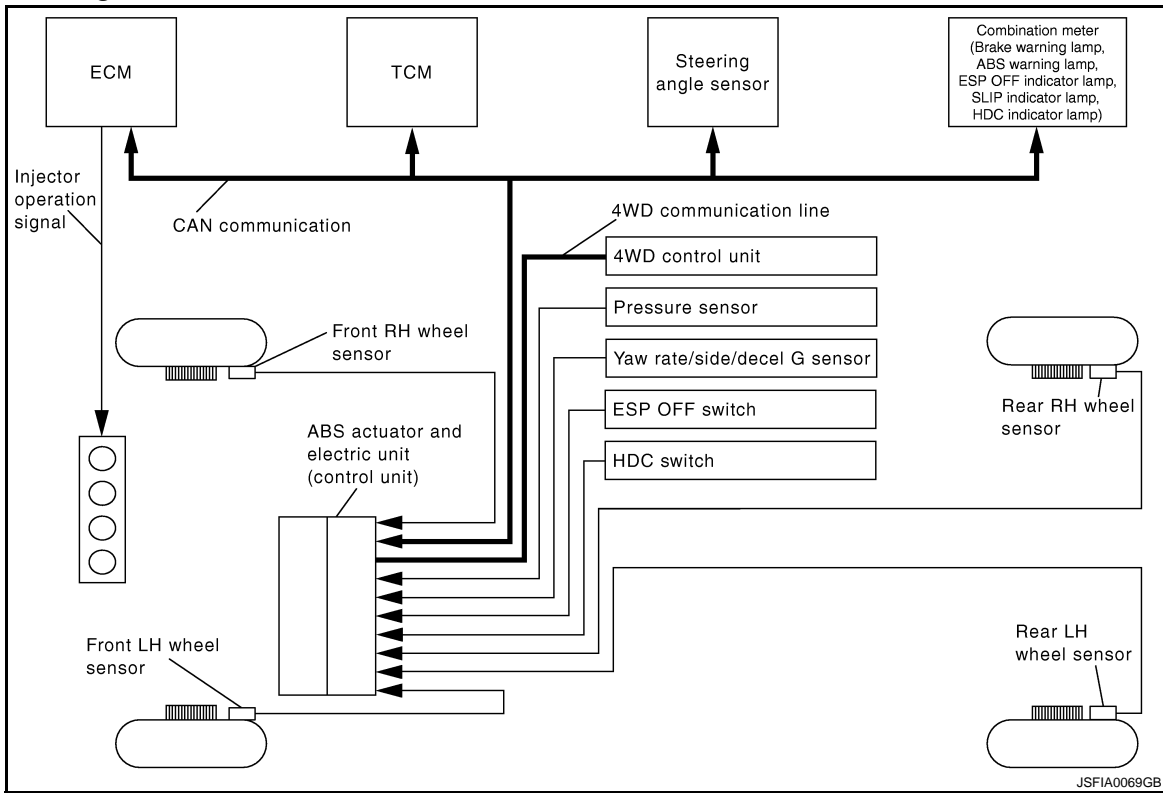 ECM
TCM
Steering
angle sensor
Combination meter
(Brake warning lamp,
ABS warning lamp,
ESP OFF indicator lamp,
SLIP indicator lamp,
HDC indicator lamp)
Injector
operation
signal
CAN communication
4WD communication line
4WD control unit
Pressure sensor
Front RH wheel
sensor
Yaw rate/side/decel G sensor
ESP OFF switch
Rear RH wheel
sensor
ABS actuator and
electric unit
(control unit)
HDC switch
Front LH wheel
sensor
Rear LH
wheel sensor
JSFIA0069GB